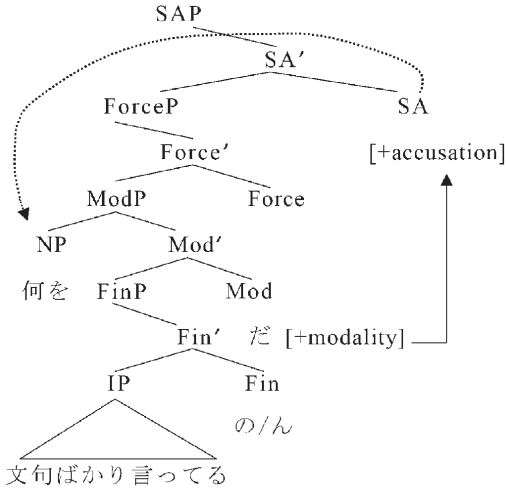 SAP
SA′
ForceP SA
Force′ [+accusation]
ModP Force
NP Mod′
何を FinP Mod
Fin′ だ [+modality]
IP Fin
の/ん
文句ばかり言ってる